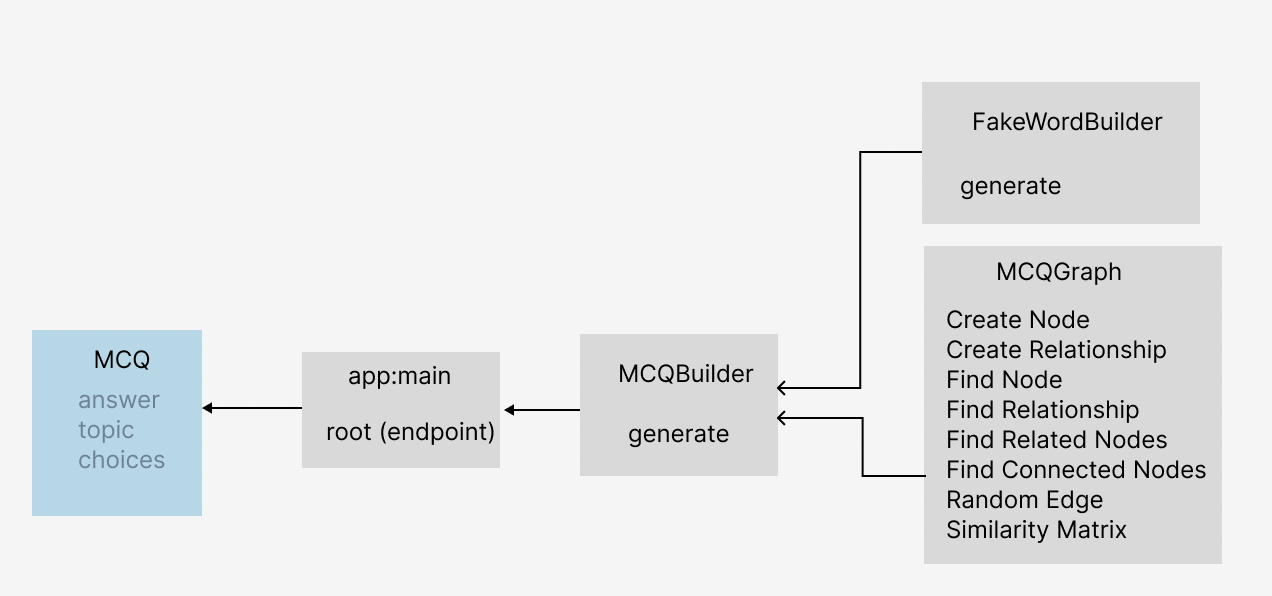 FakeWordBuilder
generate
MCQGraph
Create Node
Create Relationship
Find Node
Find Relationship
Find Related Nodes
Find Connected Nodes
Random Edge
Similarity Matrix
MCQ
answer
topic
choices
app:main
root (endpoint)
MCQBuilder
generate